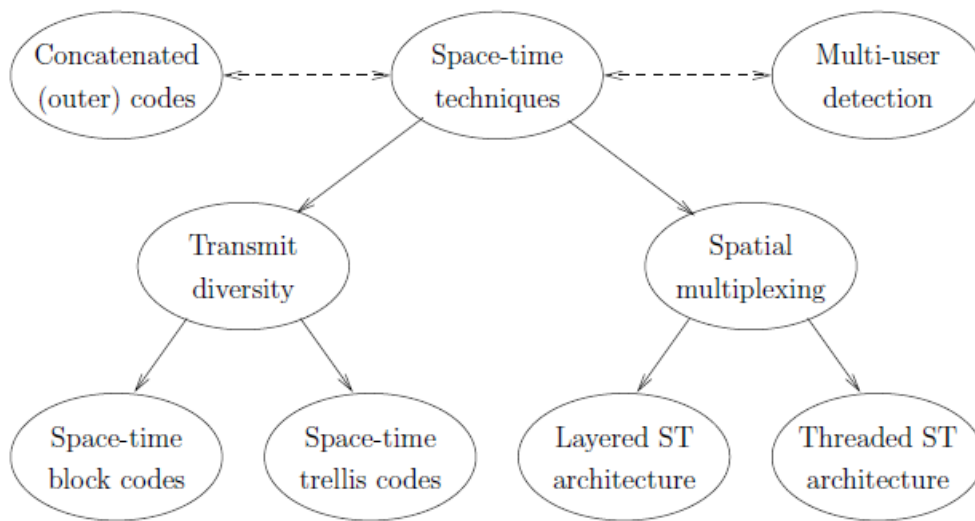 Concatenated
(outer) codes
Space-time
techniques
Multi-user
detection
Transmit
diversity
Spatial
multiplexing
Space-time
block codes
Space-time
trellis codes
Layered ST
architecture
Threaded ST
architecture